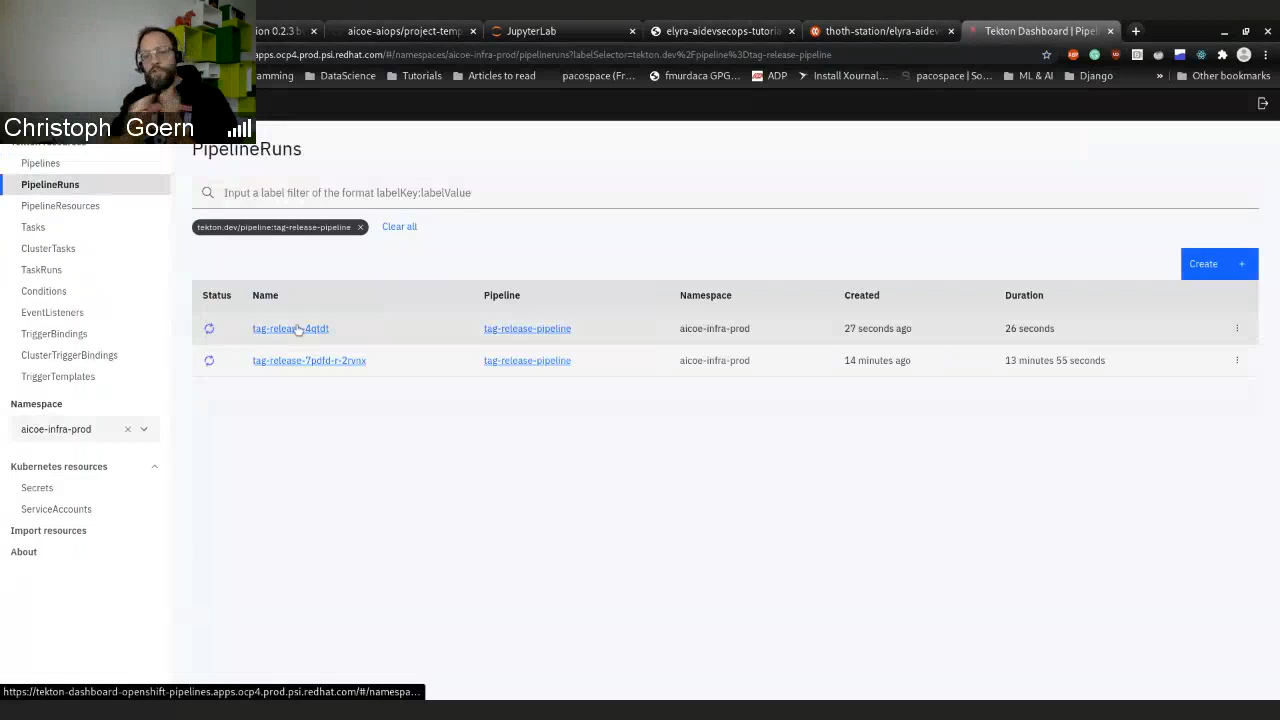 ion 0.2.3 b
aicoe-aiops/project-temp
JupyterLab
elyra-aidevsecops-tutoria
thoth-station/elyra-aidev
Tekton Dashboard | Pipel
apps.ocp4.prod.psi.redhat.com/#/namespaces/aicoe-infra-prod/pipelineruns?labelSelector=tekton.dev%2Fpipeline%3Dtag-release-pipeline
amming
DataScience
Tutorials
Articles to read
pacospace (Fr...
fmurdaca GPG...
ADP
Install Xournal...
pacospace | So...
ML & AI
Django
»
Other bookmarks
Christoph Goern
PipelineRuns
Pipelines
PipelineRuns
PipelineResources
Tasks
ClusterTasks
TaskRuns
Conditions
EventListeners
TriggerBindings
ClusterTriggerBindings
TriggerTemplates
Namespace
aicoe-infra-prod
Kubernetes resources
Secrets
ServiceAccounts
Import resources
About
Input a label filter of the format labelKey:labelValue
tekton.dev/pipeline:tag-release-pipeline
Clear all
Create +
Status Name Pipeline Namespace Created Duration
tag-release-4qtdt tag-release-pipeline aicoe-infra-prod 27 seconds ago 26 seconds
tag-release-7pdfd-r-2rvnx tag-release-pipeline aicoe-infra-prod 14 minutes ago 13 minutes 55 seconds
https://tekton-dashboard-openshift-pipelines.apps.ocp4.prod.psi.redhat.com/#/namespa...